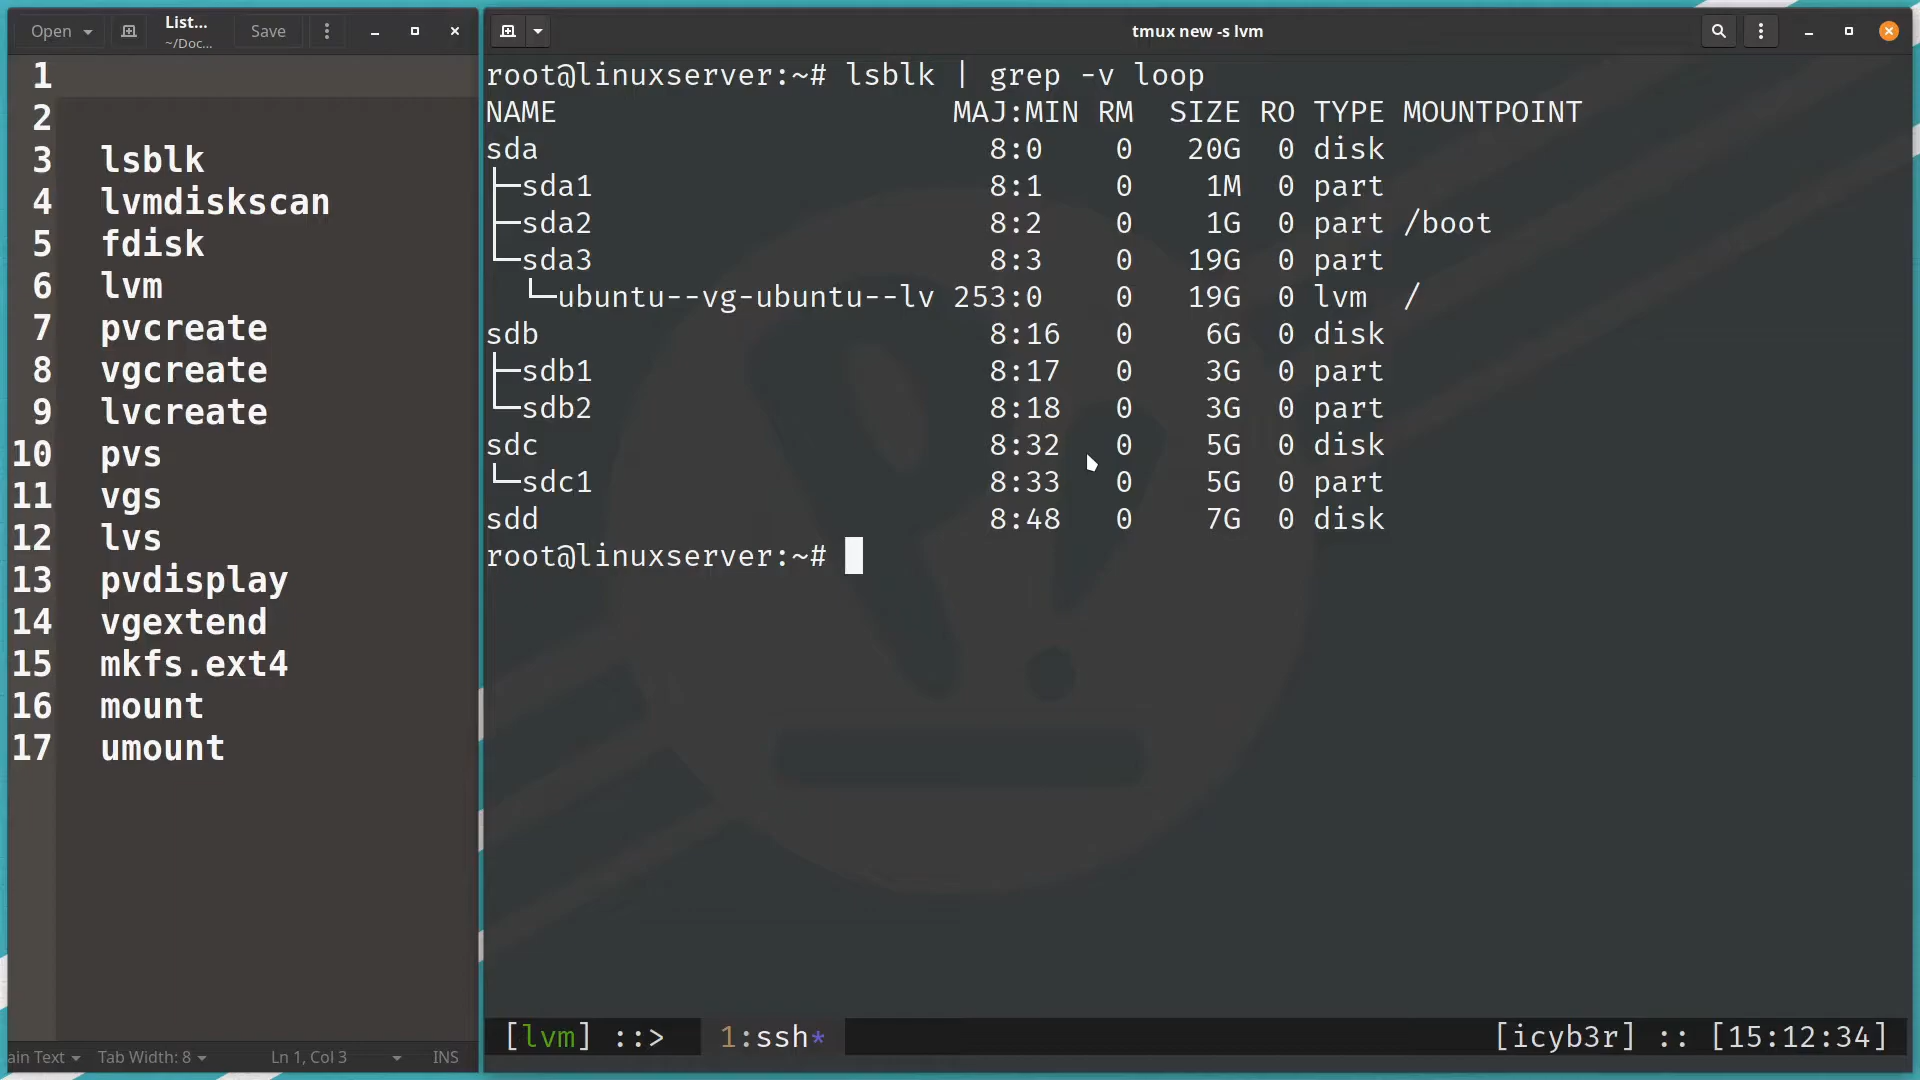 Open
List...
~/Doc...
Save
1
2
3 lsblk
4 lvmdiskscan
5 fdisk
6 lvm
7 pvcreate
8 vgcreate
9 lvcreate
10 pvs
11 vgs
12 lvs
13 pvdisplay
14 vgextend
15 mkfs.ext4
16 mount
17 umount
ain Text Tab Width: 8 Ln 1, Col 3 INS
tmux new -s lvm
root@linuxserver:~# lsblk | grep -v loop
NAME MAJ:MIN RM SIZE RO TYPE MOUNTPOINT
sda 8:0 0 20G 0 disk
├─sda1 8:1 0 1M 0 part
├─sda2 8:2 0 1G 0 part /boot
└─sda3 8:3 0 19G 0 part
└─ubuntu--vg-ubuntu--lv 253:0 0 19G 0 lvm /
sdb 8:16 0 6G 0 disk
├─sdb1 8:17 0 3G 0 part
└─sdb2 8:18 0 3G 0 part
sdc 8:32 0 5G 0 disk
└─sdc1 8:33 0 5G 0 part
sdd 8:48 0 7G 0 disk
root@linuxserver:~#
[lvm] ::> 1:ssh* [icyb3r] :: [15:12:34]